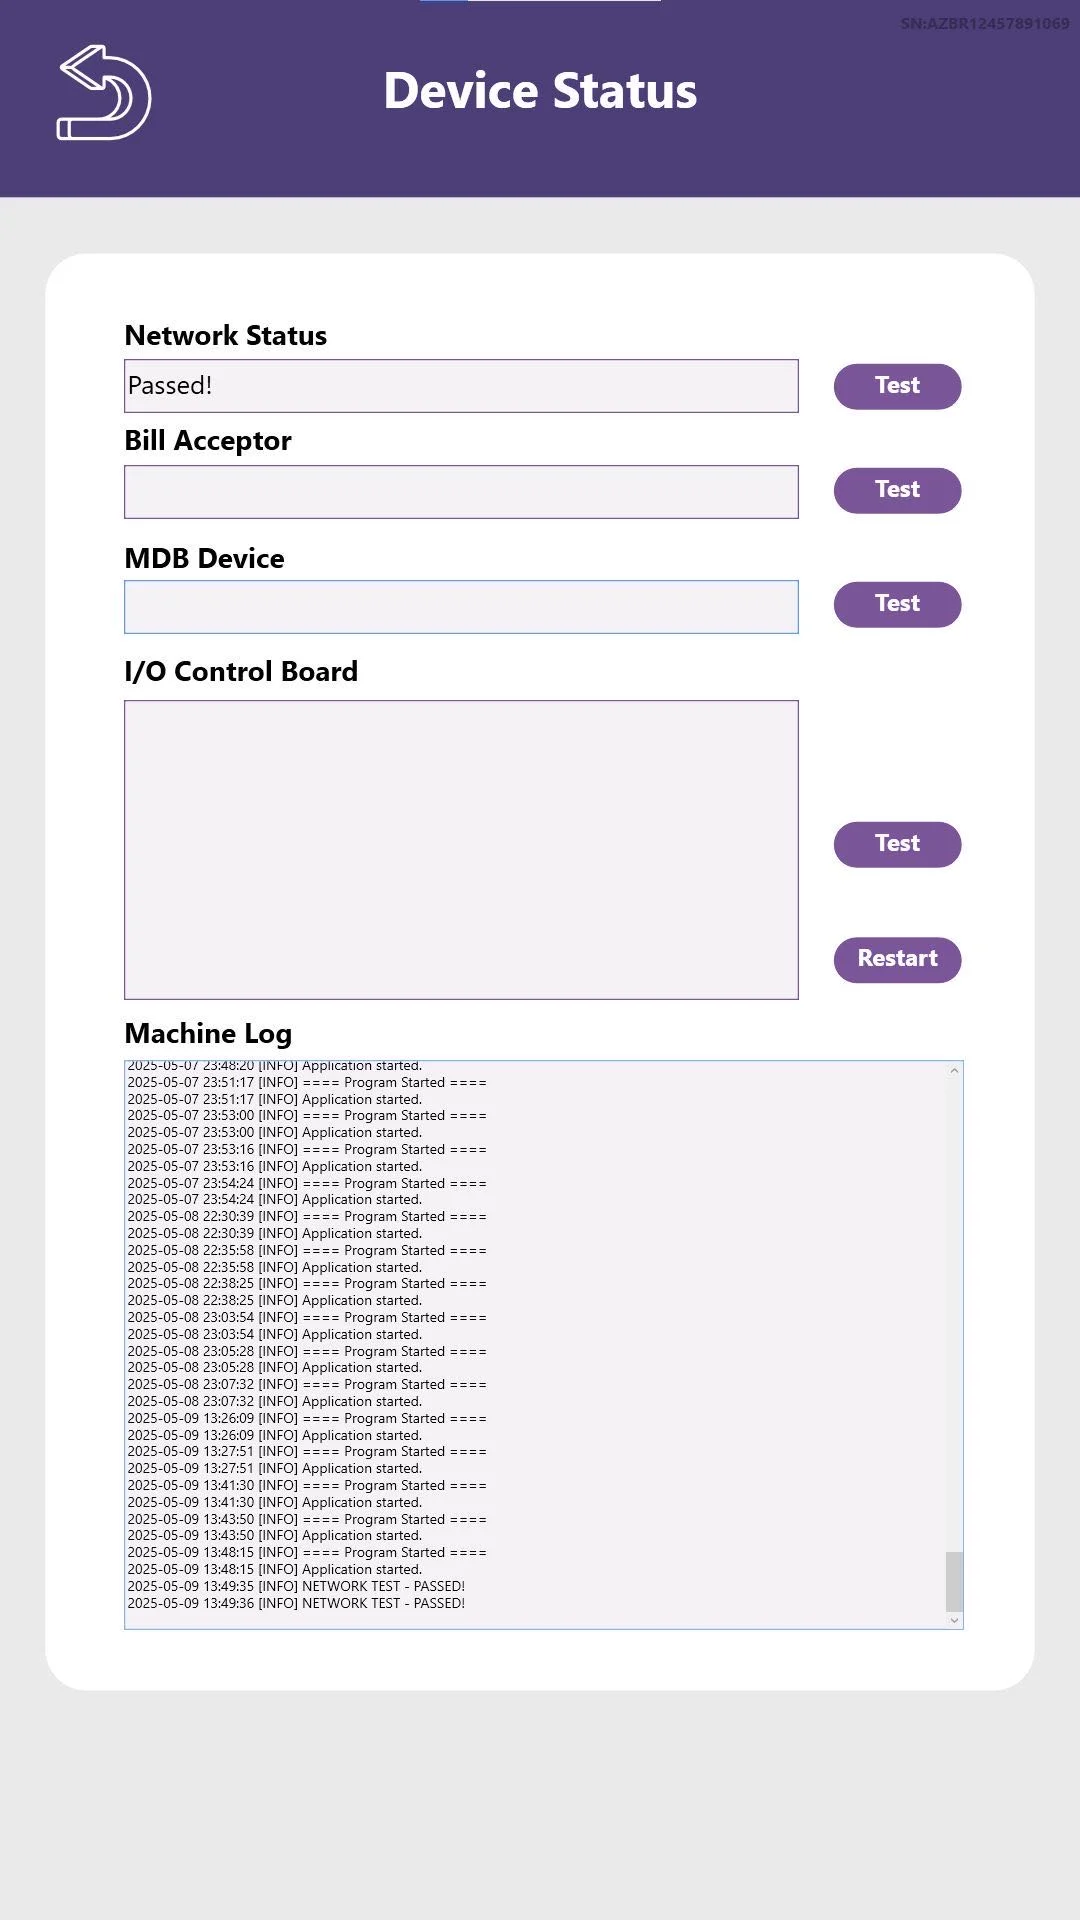 SN:AZBR12457891069
Device Status
Network Status
Passed!
Test
Bill Acceptor
Test
MDB Device
Test
I/O Control Board
Test
Restart
Machine Log
2025-05-07 23:48:20 [INFO] Application started.
2025-05-07 23:51:17 [INFO] ==== Program Started ====
2025-05-07 23:51:17 [INFO] Application started.
2025-05-07 23:53:00 [INFO] ==== Program Started ====
2025-05-07 23:53:00 [INFO] Application started.
2025-05-07 23:53:16 [INFO] ==== Program Started ====
2025-05-07 23:53:16 [INFO] Application started.
2025-05-07 23:54:24 [INFO] ==== Program Started ====
2025-05-07 23:54:24 [INFO] Application started.
2025-05-08 22:30:39 [INFO] ==== Program Started ====
2025-05-08 22:30:39 [INFO] Application started.
2025-05-08 22:35:58 [INFO] ==== Program Started ====
2025-05-08 22:35:58 [INFO] Application started.
2025-05-08 22:38:25 [INFO] ==== Program Started ====
2025-05-08 22:38:25 [INFO] Application started.
2025-05-08 23:03:54 [INFO] ==== Program Started ====
2025-05-08 23:03:54 [INFO] Application started.
2025-05-08 23:05:28 [INFO] ==== Program Started ====
2025-05-08 23:05:28 [INFO] Application started.
2025-05-08 23:07:32 [INFO] ==== Program Started ====
2025-05-08 23:07:32 [INFO] Application started.
2025-05-09 13:26:09 [INFO] ==== Program Started ====
2025-05-09 13:26:09 [INFO] Application started.
2025-05-09 13:27:51 [INFO] ==== Program Started ====
2025-05-09 13:27:51 [INFO] Application started.
2025-05-09 13:41:30 [INFO] ==== Program Started ====
2025-05-09 13:41:30 [INFO] Application started.
2025-05-09 13:43:50 [INFO] ==== Program Started ====
2025-05-09 13:43:50 [INFO] Application started.
2025-05-09 13:48:15 [INFO] ==== Program Started ====
2025-05-09 13:48:15 [INFO] Application started.
2025-05-09 13:49:35 [INFO] NETWORK TEST - PASSED!
2025-05-09 13:49:36 [INFO] NETWORK TEST - PASSED!